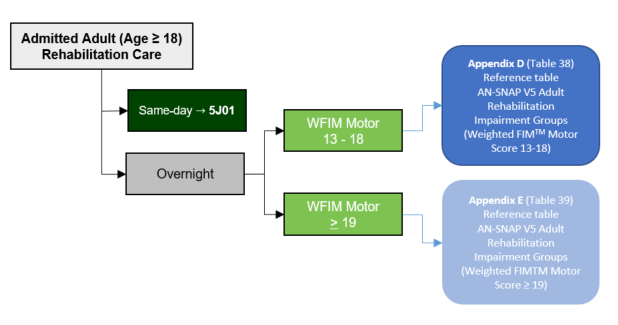 Admitted Adult (Age ≥ 18)
Rehabilitation Care
Same-day → 5J01
Overnight
WFIM Motor
13 - 18
WFIM Motor
≥ 19
Appendix D (Table 38)
Reference table
AN-SNAP V5 Adult
Rehabilitation
Impairment Groups
(Weighted FIM™ Motor
Score 13-18)
Appendix E (Table 39)
Reference table
AN-SNAP V5 Adult
Rehabilitation
Impairment Groups
(Weighted FIMTM Motor
Score ≥ 19)